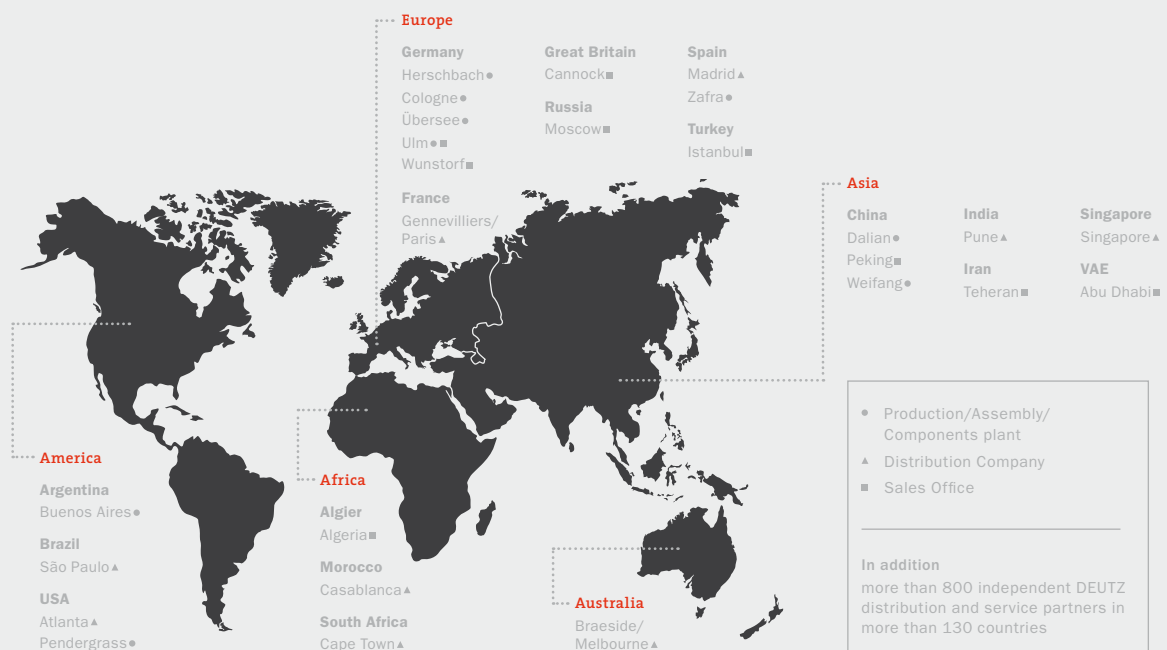 Europe
Germany
Herschbach●
Cologne●
Übersee●
Ulm●■
Wunstorf■
France
Gennevilliers/
Paris▲
Great Britain
Cannock■
Russia
Moscow■
Spain
Madrid▲
Zafra●
Turkey
Istanbul■
Asia
China
Dalian●
Peking■
Weifang●
India
Pune▲
Iran
Teheran■
Singapore
Singapore▲
VAE
Abu Dhabi■
America
Argentina
Buenos Aires●
Brazil
São Paulo▲
USA
Atlanta▲
Pendergrass●
Africa
Algier
Algeria■
Morocco
Casablanca▲
South Africa
Cape Town▲
Australia
Braeside/
Melbourne▲
● Production/Assembly/
Components plant
▲ Distribution Company
■ Sales Office
In addition
more than 800 independent DEUTZ
distribution and service partners in
more than 130 countries